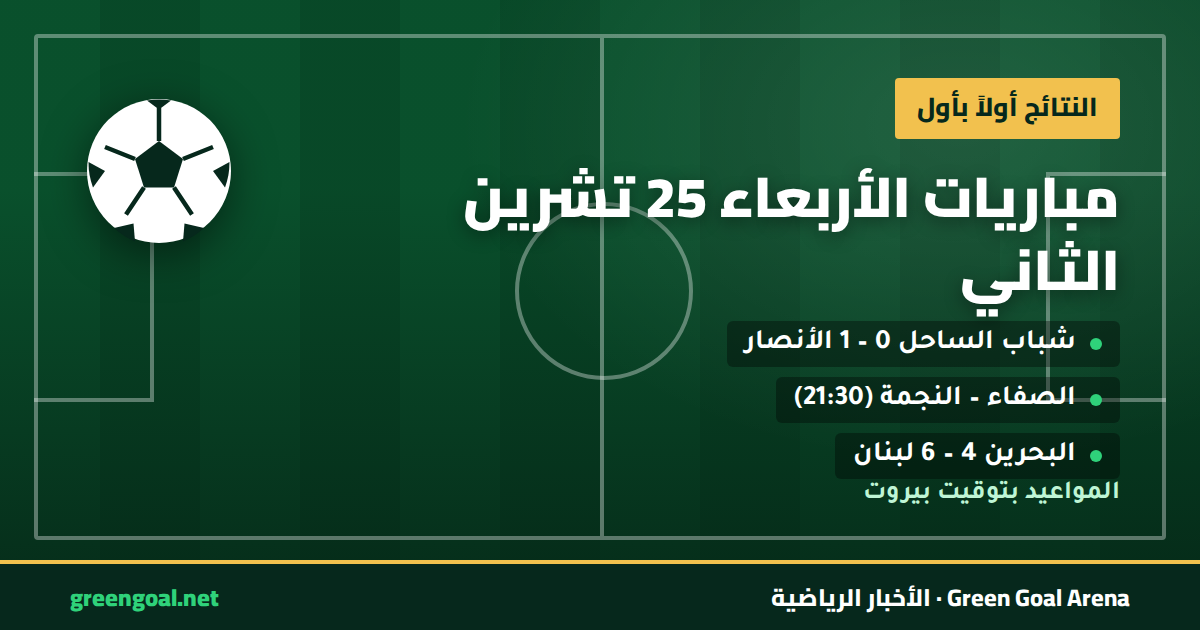 النتائج أولاً بأول
مباريات الأربعاء 25 تشرين
الثاني
شباب الساحل 0 - 1 الأنصار
الصفاء - النجمة (21:30)
البحرين 4 - 6 لبنان
المواعيد بتوقيت بيروت
Green Goal Arena · الأخبار الرياضية
greengoal.net